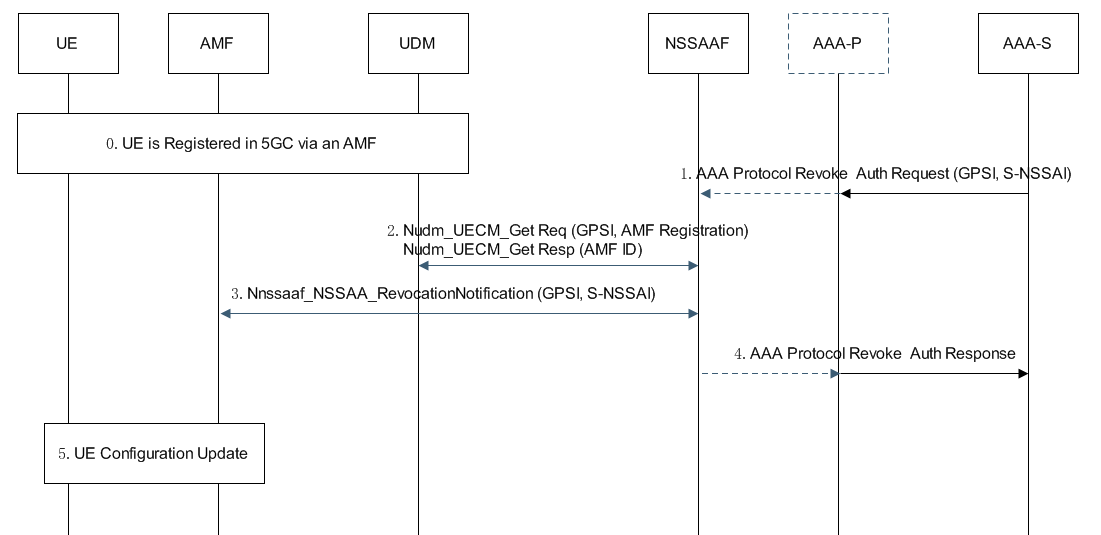 UE
AMF
UDM
NSSAAF
AAA-P
AAA-S
0. UE is Registered in 5GC via an AMF
1. AAA Protocol Revoke  Auth Request (GPSI, S-NSSAI)
2. Nudm_UECM_Get Req (GPSI, AMF Registration)
Nudm_UECM_Get Resp (AMF ID)
3. Nnssaaf_NSSAA_RevocationNotification (GPSI, S-NSSAI)
4. AAA Protocol Revoke  Auth Response
5. UE Configuration Update